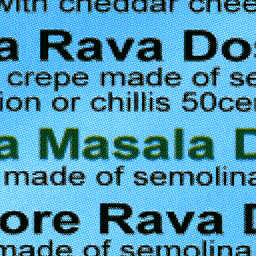 with cheddar chee
a Rava Dos
crepe made of se
ion or chillis 50cen
a Masala D
made of semolina
ore Rava D
made of semolina